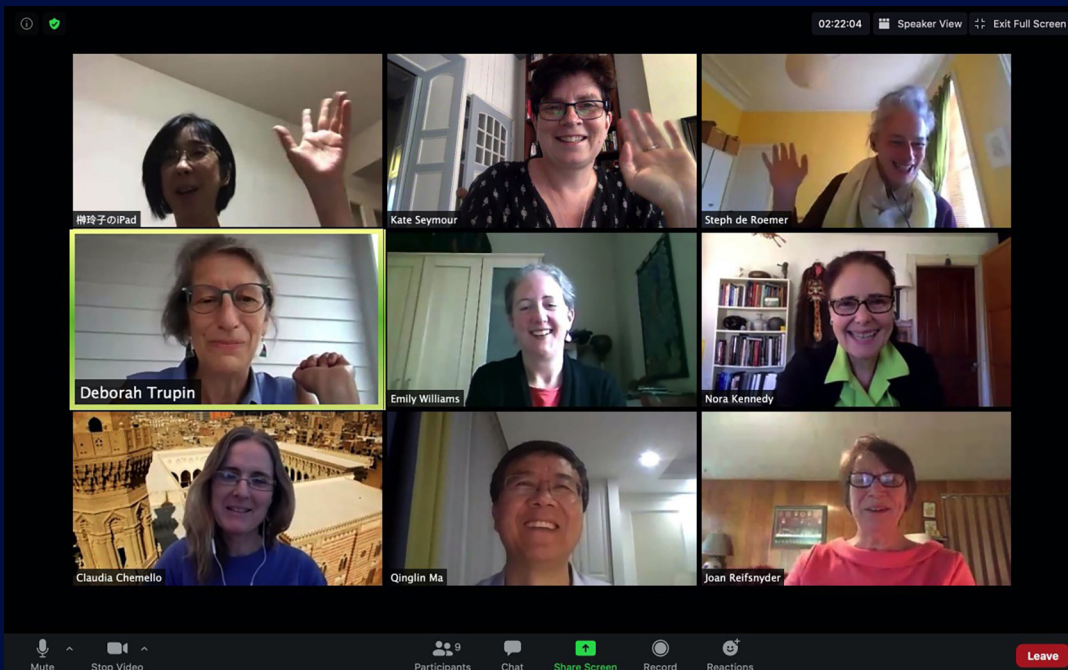 02:22:04
Speaker View
Exit Full Screen
榊玲子のiPad
Kate Seymour
Steph de Roemer
Deborah Trupin
Emily Williams
Nora Kennedy
Claudia Chemello
Qinglin Ma
Joan Reifsnyder
Mute
Stop Video
9
Participants
Chat
Share Screen
Record
Reactions
Leave